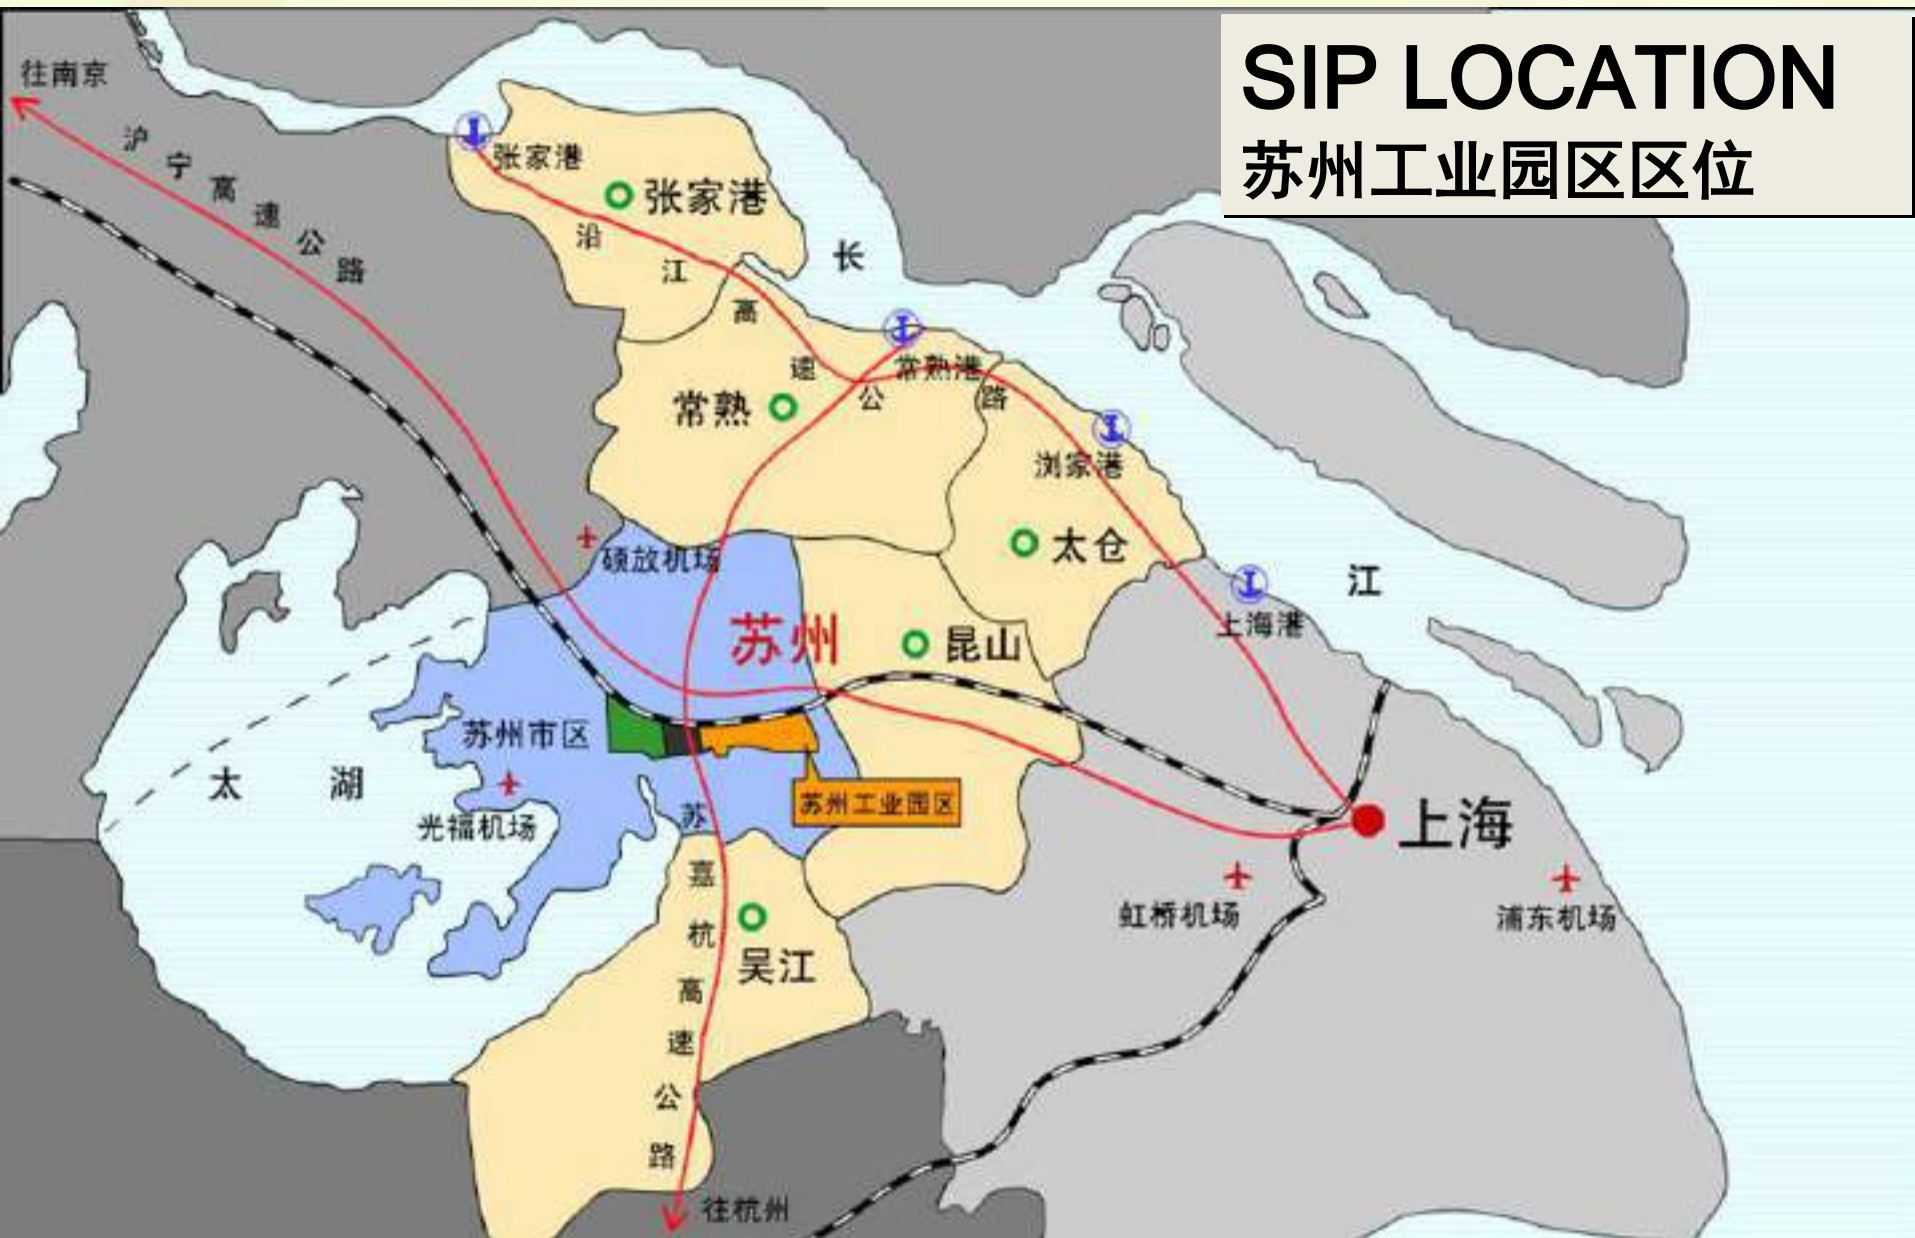 SIP LOCATION
苏州工业园区区位
往南京
沪宁高速公路
张家港
张家港
沿江高速公路
长
常熟港
常熟
浏家港
太仓
江
硕放机场
上海港
苏州
昆山
苏州市区
太湖
苏州工业园区
光福机场
上海
苏嘉杭高速公路
虹桥机场
浦东机场
吴江
往杭州